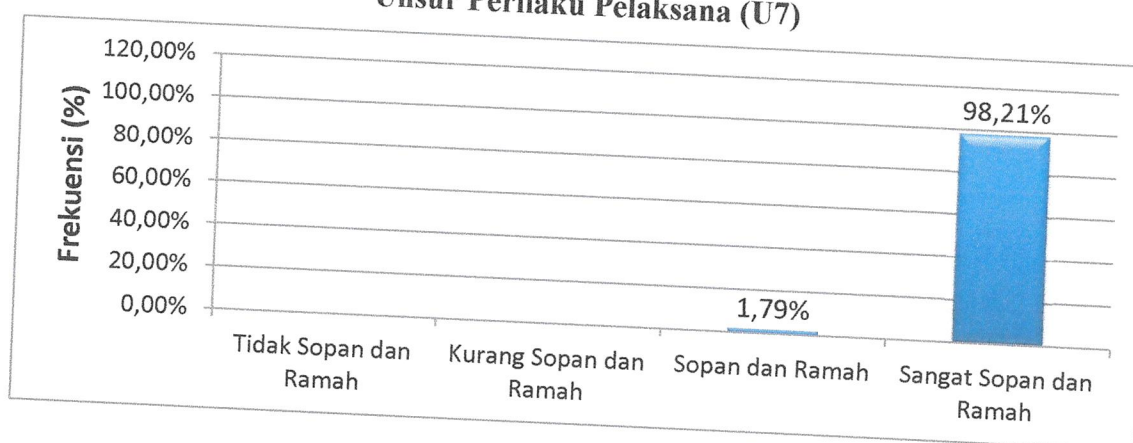 Unsur Perilaku Pelaksana (U7)
120,00%
100,00%
80,00%
60,00%
40,00%
20,00%
0,00%
Frekuensi (%)
1,79%
98,21%
Tidak Sopan dan
Ramah
Kurang Sopan dan
Ramah
Sopan dan Ramah
Sangat Sopan dan
Ramah